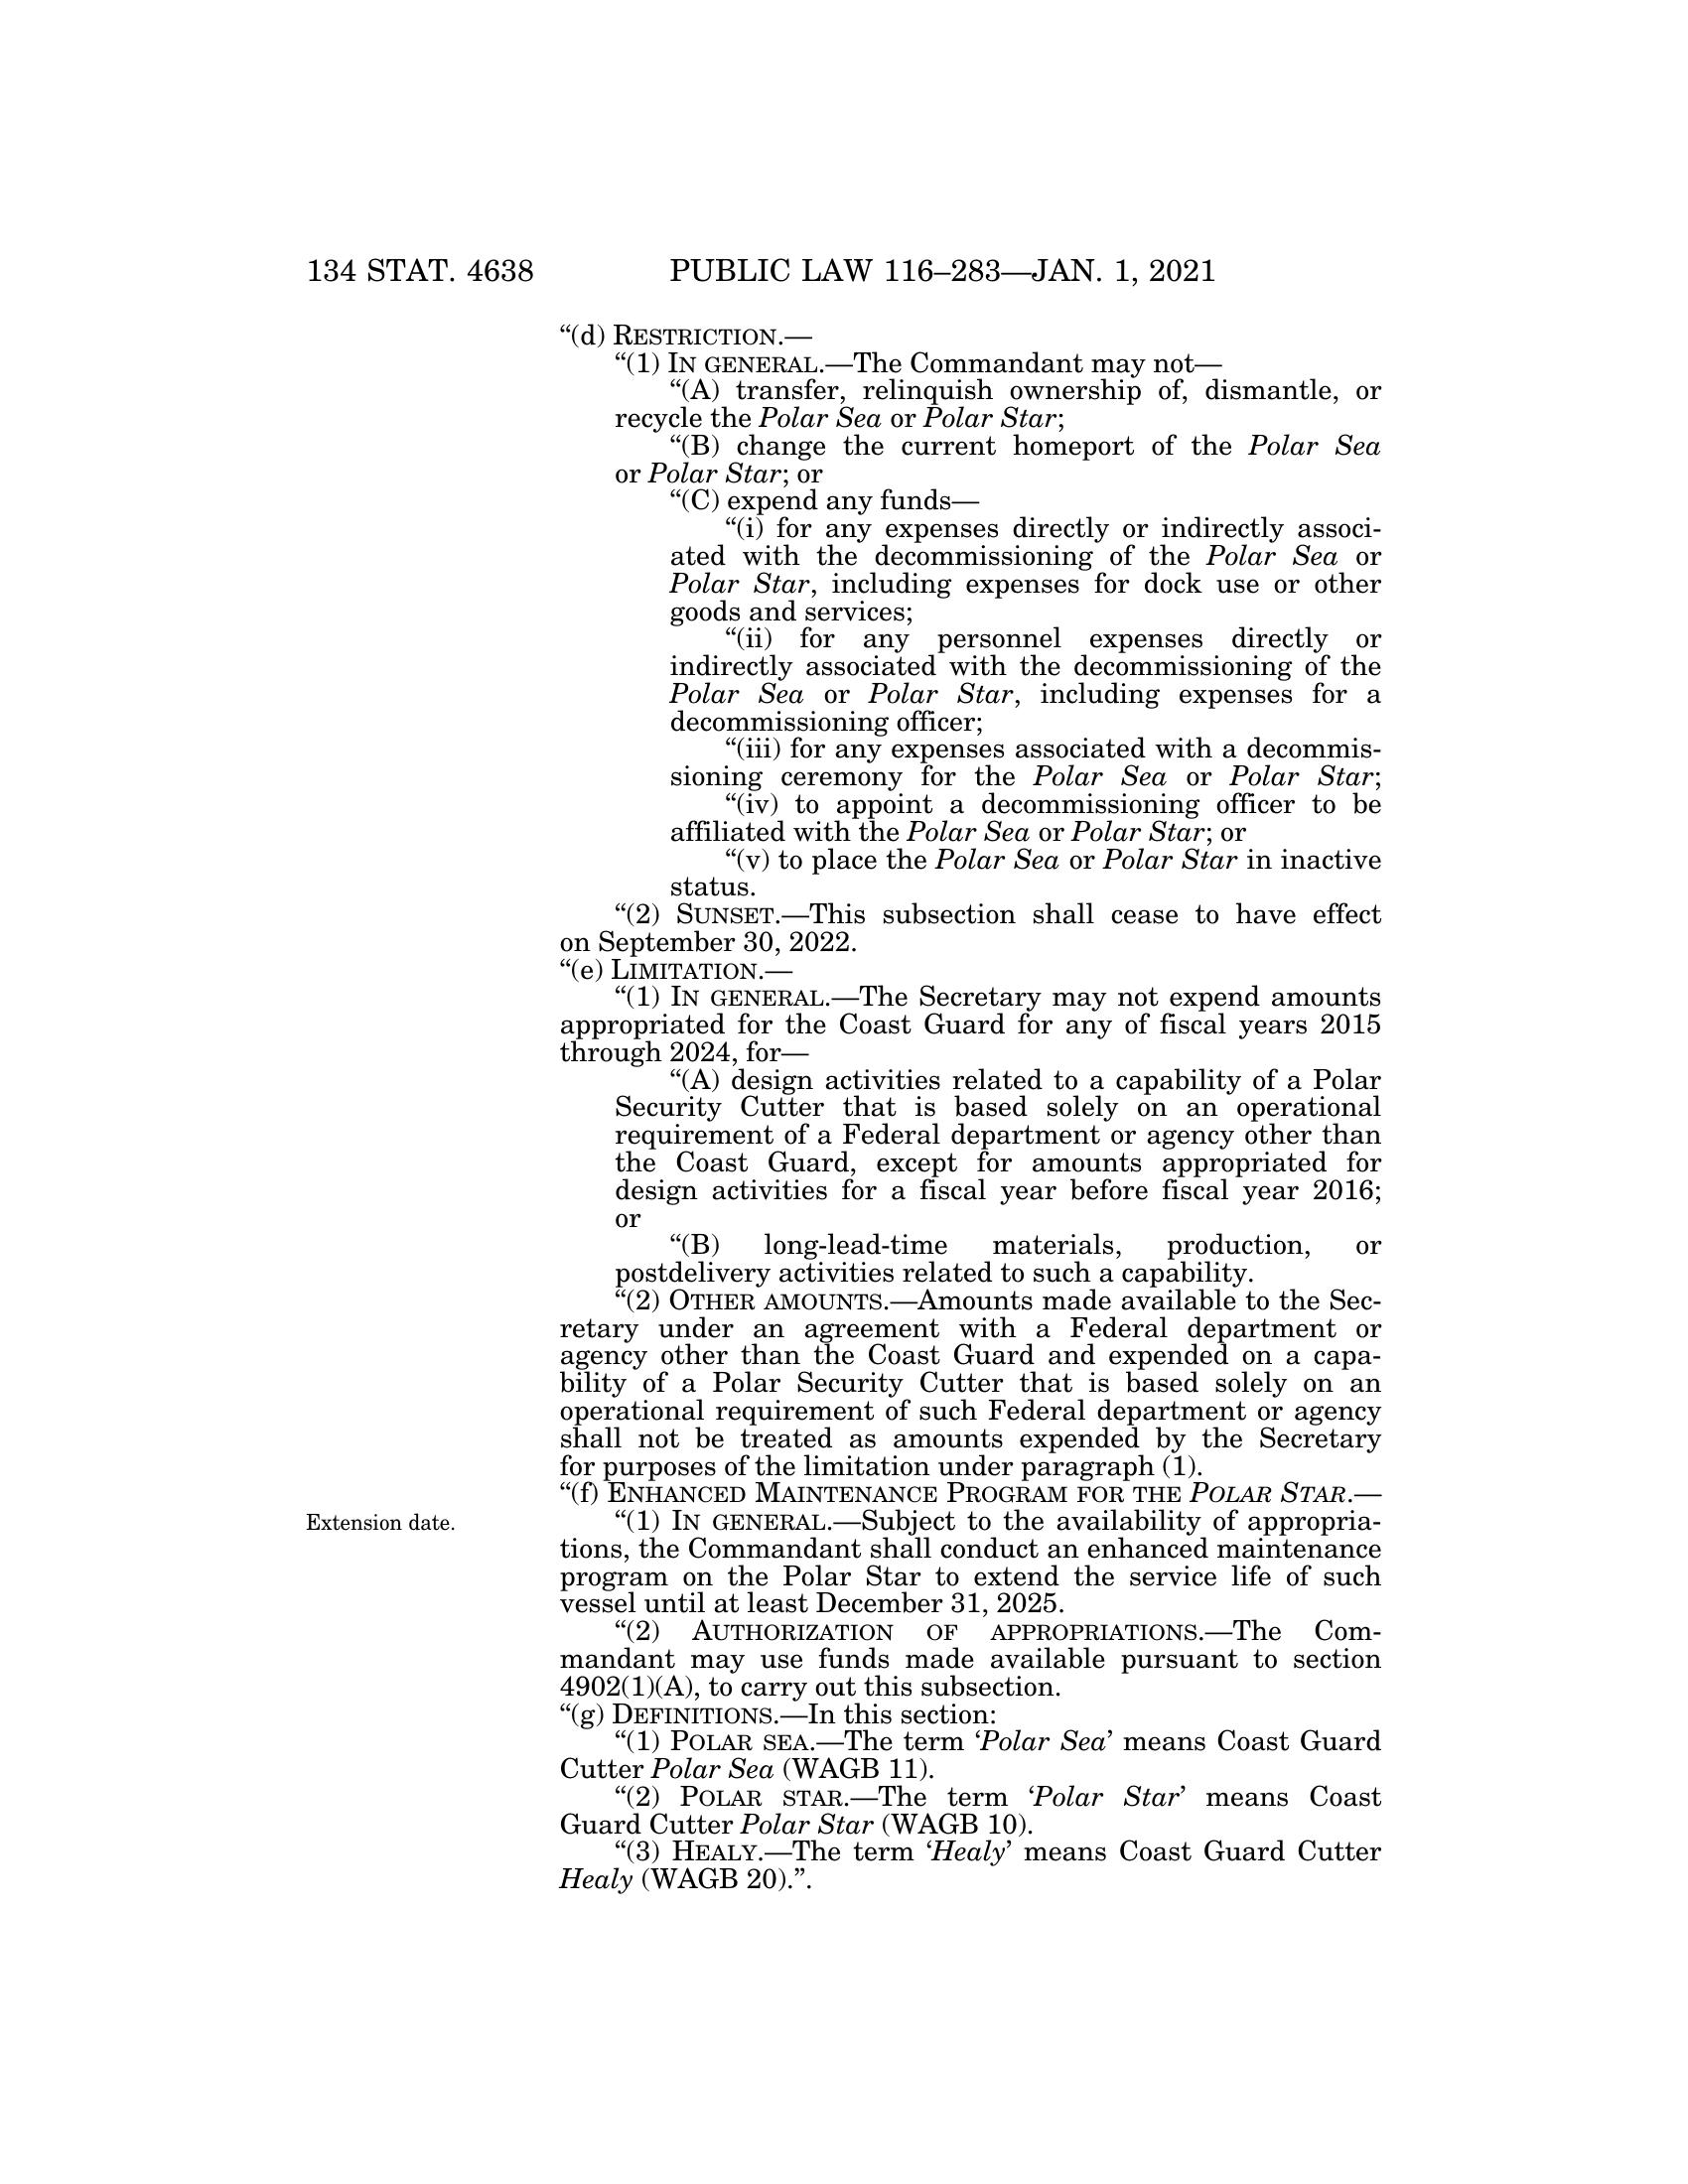 134 STAT. 4638 PUBLIC LAW 116–283—JAN. 1, 2021
“(d) RESTRICTION.—
“(1) IN GENERAL.—The Commandant may not—
“(A) transfer, relinquish ownership of, dismantle, or
recycle the Polar Sea or Polar Star;
“(B) change the current homeport of the Polar Sea
or Polar Star; or
“(C) expend any funds—
“(i) for any expenses directly or indirectly associ-
ated with the decommissioning of the Polar Sea or
Polar Star, including expenses for dock use or other
goods and services;
“(ii) for any personnel expenses directly or
indirectly associated with the decommissioning of the
Polar Sea or Polar Star, including expenses for a
decommissioning officer;
“(iii) for any expenses associated with a decommis-
sioning ceremony for the Polar Sea or Polar Star;
“(iv) to appoint a decommissioning officer to be
affiliated with the Polar Sea or Polar Star; or
“(v) to place the Polar Sea or Polar Star in inactive
status.
“(2) SUNSET.—This subsection shall cease to have effect
on September 30, 2022.
“(e) LIMITATION.—
“(1) IN GENERAL.—The Secretary may not expend amounts
appropriated for the Coast Guard for any of fiscal years 2015
through 2024, for—
“(A) design activities related to a capability of a Polar
Security Cutter that is based solely on an operational
requirement of a Federal department or agency other than
the Coast Guard, except for amounts appropriated for
design activities for a fiscal year before fiscal year 2016;
or
“(B) long-lead-time materials, production, or
postdelivery activities related to such a capability.
“(2) OTHER AMOUNTS.—Amounts made available to the Sec-
retary under an agreement with a Federal department or
agency other than the Coast Guard and expended on a capa-
bility of a Polar Security Cutter that is based solely on an
operational requirement of such Federal department or agency
shall not be treated as amounts expended by the Secretary
for purposes of the limitation under paragraph (1).
“(f) ENHANCED MAINTENANCE PROGRAM FOR THE POLAR STAR.—
Extension date.
“(1) IN GENERAL.—Subject to the availability of appropria-
tions, the Commandant shall conduct an enhanced maintenance
program on the Polar Star to extend the service life of such
vessel until at least December 31, 2025.
“(2) AUTHORIZATION OF APPROPRIATIONS.—The Com-
mandant may use funds made available pursuant to section
4902(1)(A), to carry out this subsection.
“(g) DEFINITIONS.—In this section:
“(1) POLAR SEA.—The term ‘Polar Sea’ means Coast Guard
Cutter Polar Sea (WAGB 11).
“(2) POLAR STAR.—The term ‘Polar Star’ means Coast
Guard Cutter Polar Star (WAGB 10).
“(3) HEALY.—The term ‘Healy’ means Coast Guard Cutter
Healy (WAGB 20).”.